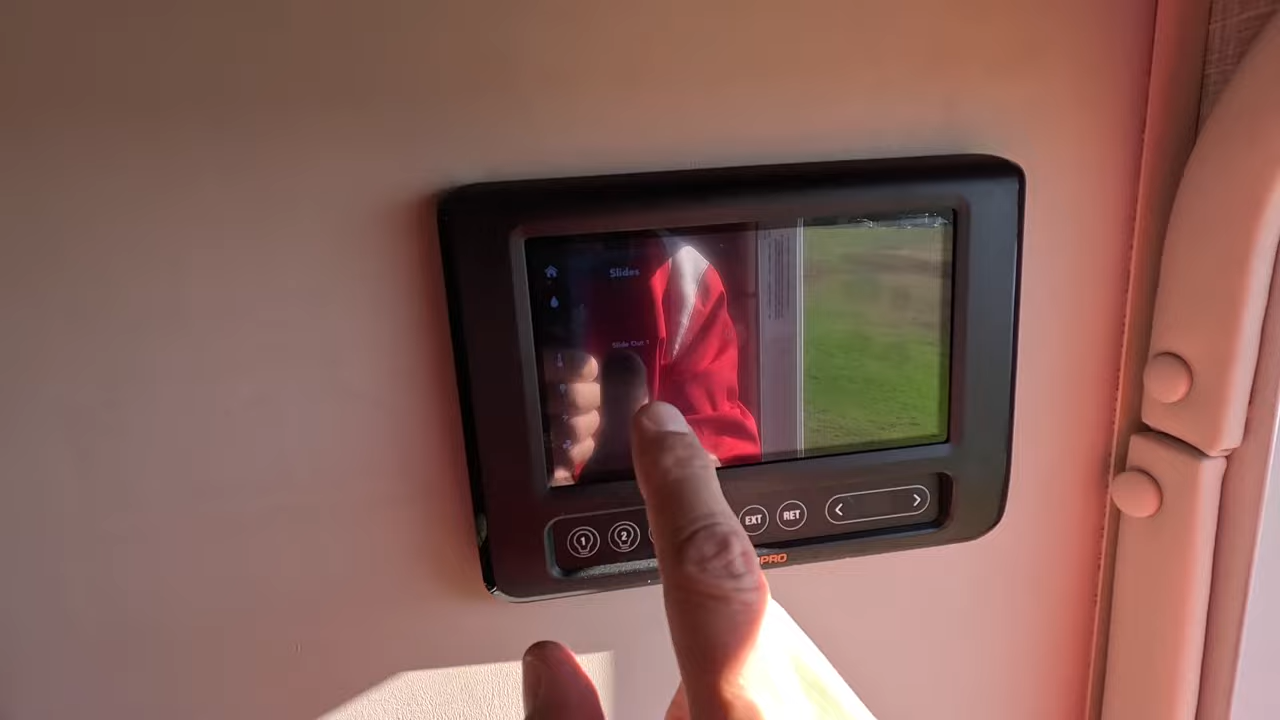 Slides
Slide Out 1
1
2
EXT
RET
< >
PRO